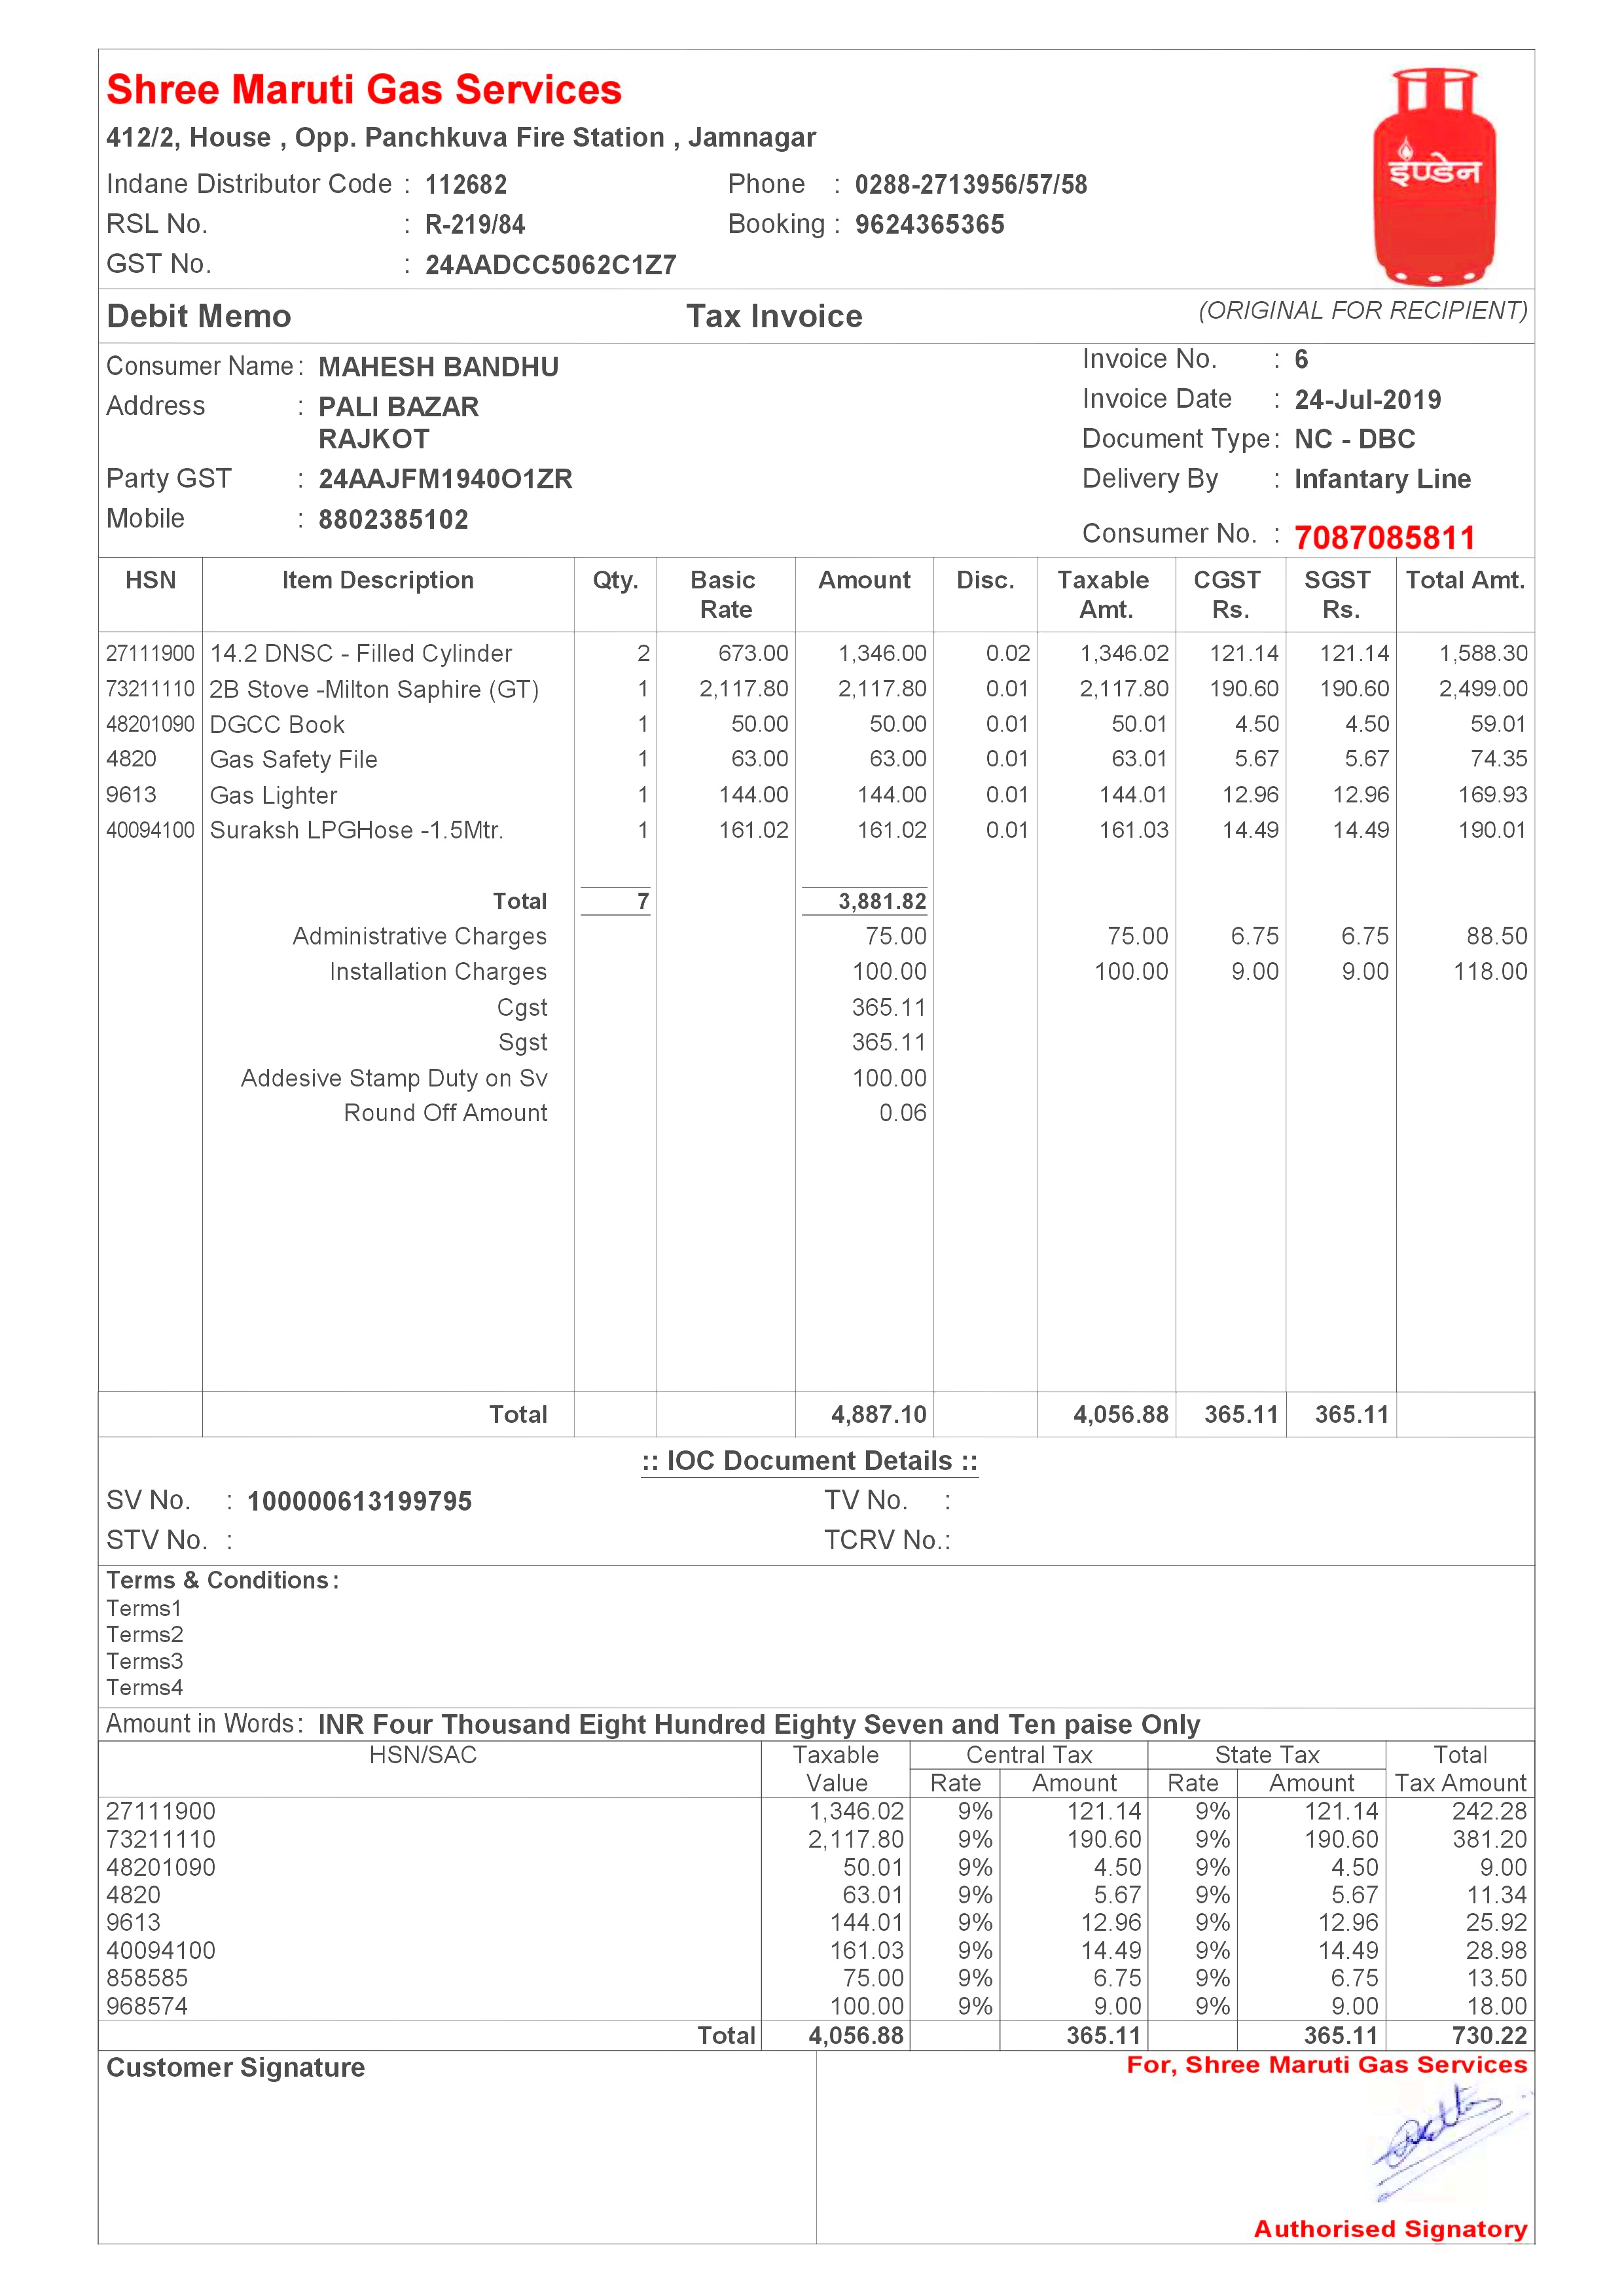 Shree Maruti Gas Services
412/2, House , Opp. Panchkuva Fire Station , Jamnagar
इण्डेन
Indane Distributor Code : 112682 Phone : 0288-2713956/57/58
RSL No. : R-219/84 Booking : 9624365365
GST No. : 24AADCC5062C1Z7
Debit Memo Tax Invoice (ORIGINAL FOR RECIPIENT)
Consumer Name : MAHESH BANDHU Invoice No. : 6
Address : PALI BAZAR Invoice Date : 24-Jul-2019
RAJKOT Document Type : NC - DBC
Party GST : 24AAJFM1940O1ZR Delivery By : Infantary Line
Mobile : 8802385102 Consumer No. : 7087085811
HSN Item Description Qty. Basic Amount Disc. Taxable CGST SGST Total Amt.
Rate Amt. Rs. Rs.
27111900 14.2 DNSC - Filled Cylinder 2 673.00 1,346.00 0.02 1,346.02 121.14 121.14 1,588.30
73211110 2B Stove -Milton Saphire (GT) 1 2,117.80 2,117.80 0.01 2,117.80 190.60 190.60 2,499.00
48201090 DGCC Book 1 50.00 50.00 0.01 50.01 4.50 4.50 59.01
4820 Gas Safety File 1 63.00 63.00 0.01 63.01 5.67 5.67 74.35
9613 Gas Lighter 1 144.00 144.00 0.01 144.01 12.96 12.96 169.93
40094100 Suraksh LPGHose -1.5Mtr. 1 161.02 161.02 0.01 161.03 14.49 14.49 190.01
Total 7 3,881.82
Administrative Charges 75.00 75.00 6.75 6.75 88.50
Installation Charges 100.00 100.00 9.00 9.00 118.00
Cgst 365.11
Sgst 365.11
Addesive Stamp Duty on Sv 100.00
Round Off Amount 0.06
Total 4,887.10 4,056.88 365.11 365.11
:: IOC Document Details ::
SV No. : 100000613199795 TV No. :
STV No. : TCRV No.:
Terms & Conditions :
Terms1
Terms2
Terms3
Terms4
Amount in Words : INR Four Thousand Eight Hundred Eighty Seven and Ten paise Only
HSN/SAC Taxable Central Tax State Tax Total
Value Rate Amount Rate Amount Tax Amount
27111900 1,346.02 9% 121.14 9% 121.14 242.28
73211110 2,117.80 9% 190.60 9% 190.60 381.20
48201090 50.01 9% 4.50 9% 4.50 9.00
4820 63.01 9% 5.67 9% 5.67 11.34
9613 144.01 9% 12.96 9% 12.96 25.92
40094100 161.03 9% 14.49 9% 14.49 28.98
858585 75.00 9% 6.75 9% 6.75 13.50
968574 100.00 9% 9.00 9% 9.00 18.00
Total 4,056.88 365.11 365.11 730.22
Customer Signature For, Shree Maruti Gas Services
Authorised Signatory